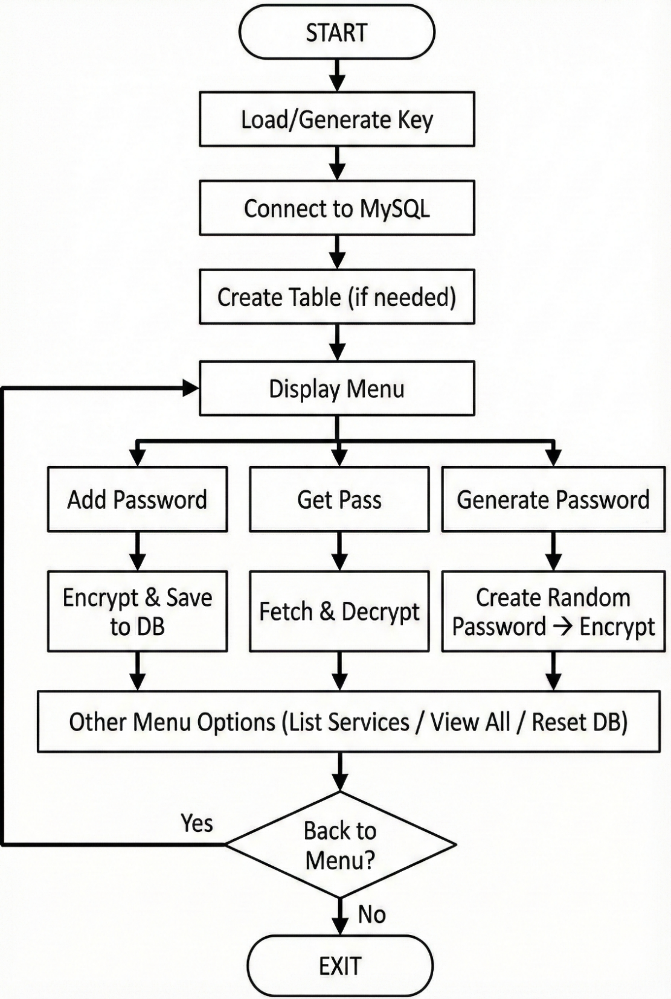 START
Load/Generate Key
Connect to MySQL
Create Table (if needed)
Display Menu
Add Password
Get Pass
Generate Password
Encrypt & Save
to DB
Fetch & Decrypt
Create Random
Password → Encrypt
Other Menu Options (List Services / View All / Reset DB)
Yes
Back to
Menu?
No
EXIT